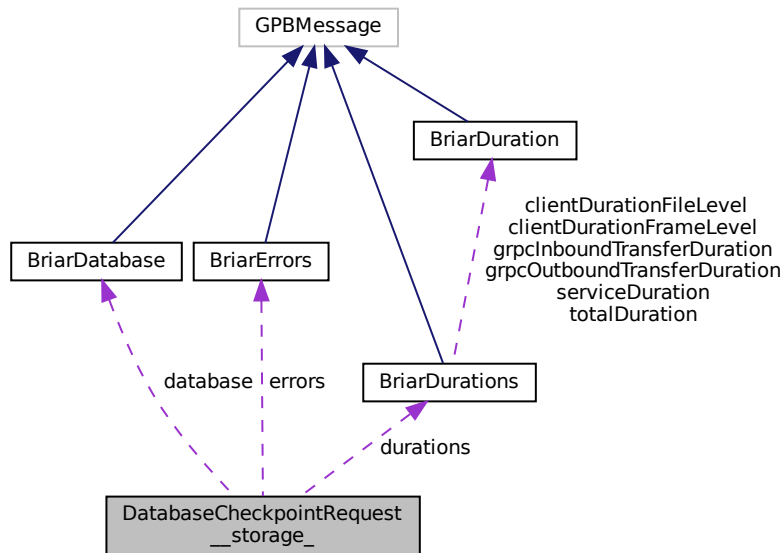 GPBMessage
BriarDuration
clientDurationFileLevel
clientDurationFrameLevel
grpcInboundTransferDuration
grpcOutboundTransferDuration
serviceDuration
totalDuration
BriarDatabase
BriarErrors
BriarDurations
database
errors
durations
DatabaseCheckpointRequest
__storage_